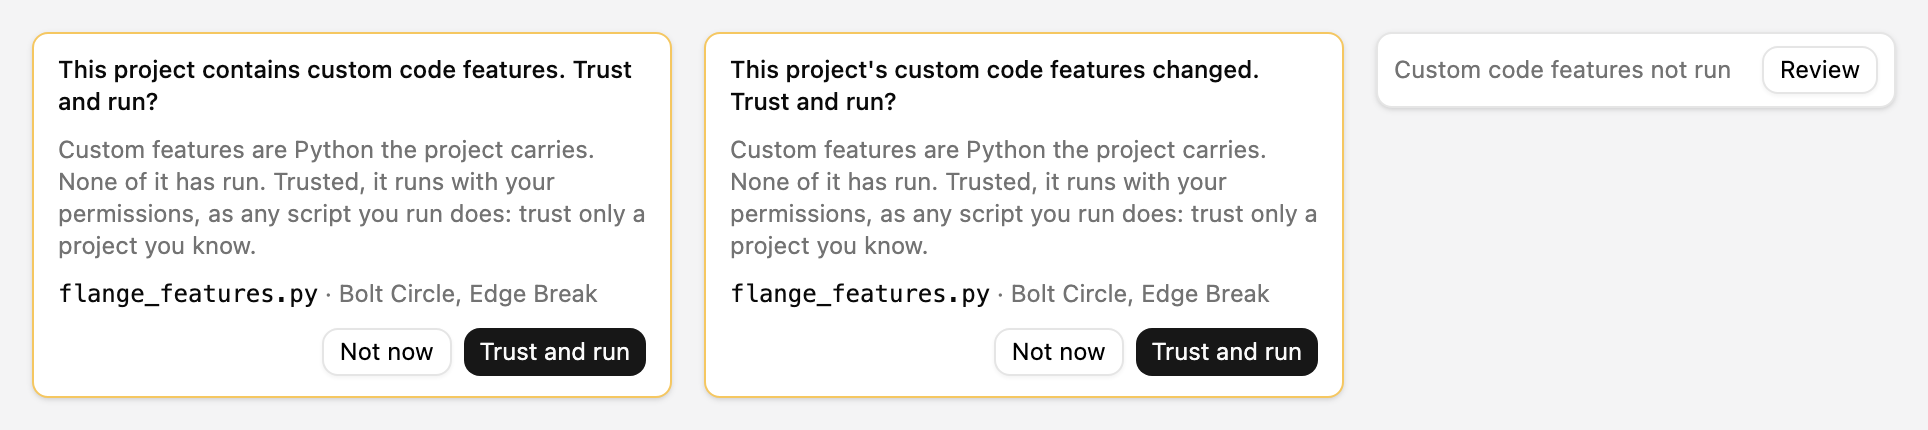 This project contains custom code features. Trust
and run?
Custom features are Python the project carries.
None of it has run. Trusted, it runs with your
permissions, as any script you run does: trust only a
project you know.
flange_features.py · Bolt Circle, Edge Break
Not now
Trust and run
This project's custom code features changed.
Trust and run?
Custom features are Python the project carries.
None of it has run. Trusted, it runs with your
permissions, as any script you run does: trust only a
project you know.
flange_features.py · Bolt Circle, Edge Break
Not now
Trust and run
Custom code features not run
Review